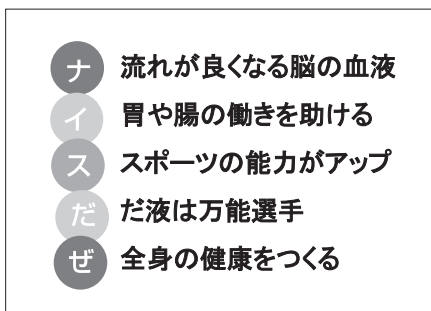 ナ 流れが良くなる脳の血液
イ 胃や腸の働きを助ける
ス スポーツの能力がアップ
だ だ液は万能選手
ぜ 全身の健康をつくる